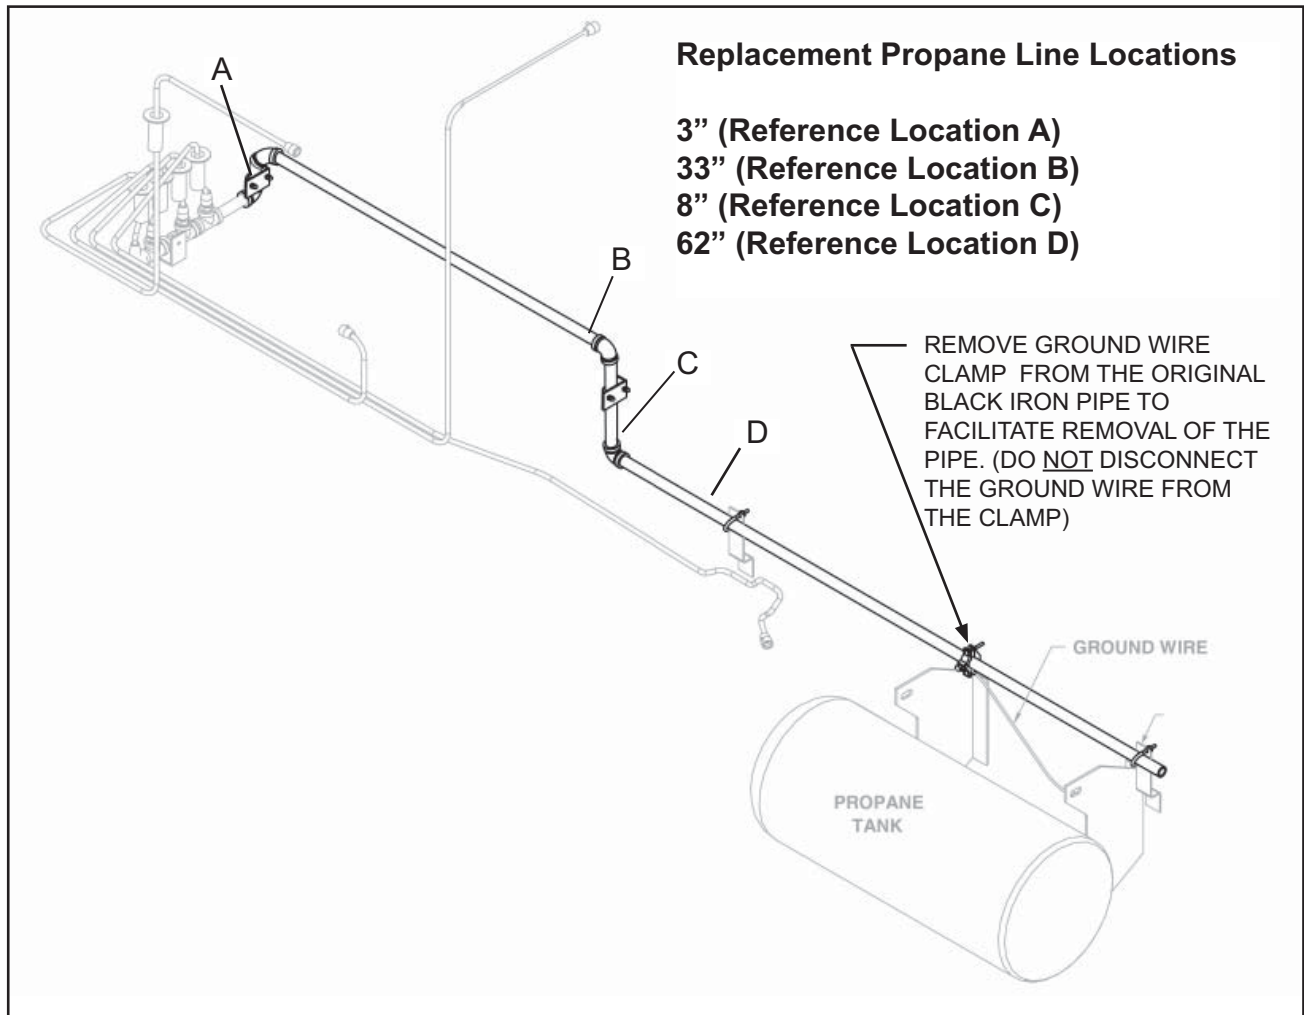 Replacement Propane Line Locations
3” (Reference Location A)
33” (Reference Location B)
8” (Reference Location C)
62” (Reference Location D)
A
B
C
D
REMOVE GROUND WIRE
CLAMP FROM THE ORIGINAL
BLACK IRON PIPE TO
FACILITATE REMOVAL OF THE
PIPE. (DO NOT DISCONNECT
THE GROUND WIRE FROM
THE CLAMP)
GROUND WIRE
PROPANE
TANK